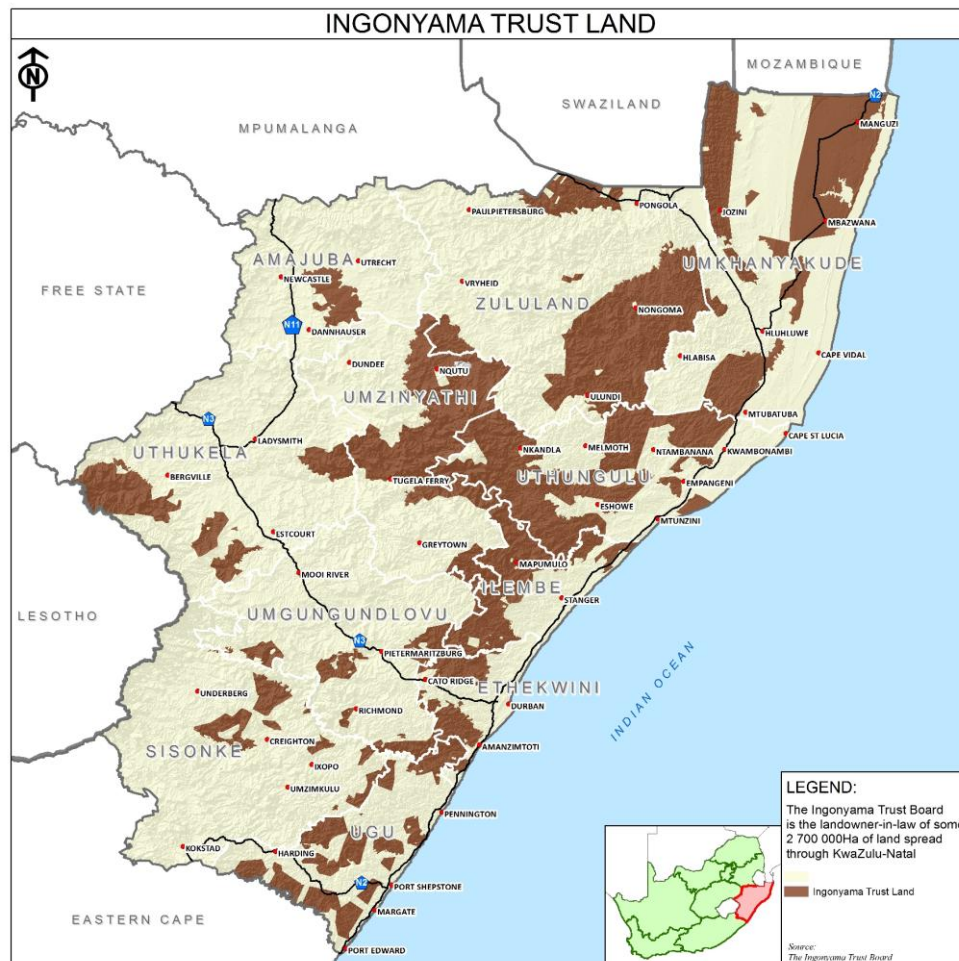 INGONYAMA TRUST LAND
N
MOZAMBIQUE
SWAZILAND
N2
MPUMALANGA
MANGUZI
PAULPIETERSBURG
PONGOLA
JOZINI
MBAZWANA
AMAJUBA
UTRECHT
UMKHANYAKUDE
NEWCASTLE
VRYHEID
FREE STATE
ZULULAND
NONGOMA
N11
DANNHAUSER
HLUHLUWE
DUNDEE
HLABISA
CAPE VIDAL
NQUTU
UMZINYATHI
ULUNDI
N3
MTUBATUBA
LADYSMITH
CAPE ST LUCIA
UTHUKELA
NKANDLA
MELMOTH
NTAMBANANA
KWAMBONAMBI
BERGVILLE
TUGELA FERRY
UTHUNGULU
EMPANGENI
ESHOWE
MTUNZINI
ESTCOURT
GREYTOWN
MAPUMULO
MOOI RIVER
ILEMBE
STANGER
LESOTHO
UMGUNGUNDLOVU
N3
PIETERMARITZBURG
CATO RIDGE
UNDERBERG
ETHEKWINI
INDIAN OCEAN
DURBAN
RICHMOND
CREIGHTON
SISONKE
AMANZIMTOTI
IXOPO
UMZIMKULU
PENNINGTON
UGU
KOKSTAD
HARDING
N2
PORT SHEPSTONE
EASTERN CAPE
MARGATE
PORT EDWARD
LEGEND:
The Ingonyama Trust Board
is the landowner-in-law of some
2 700 000Ha of land spread
through KwaZulu-Natal
Ingonyama Trust Land
Source:
The Ingonyama Trust Board